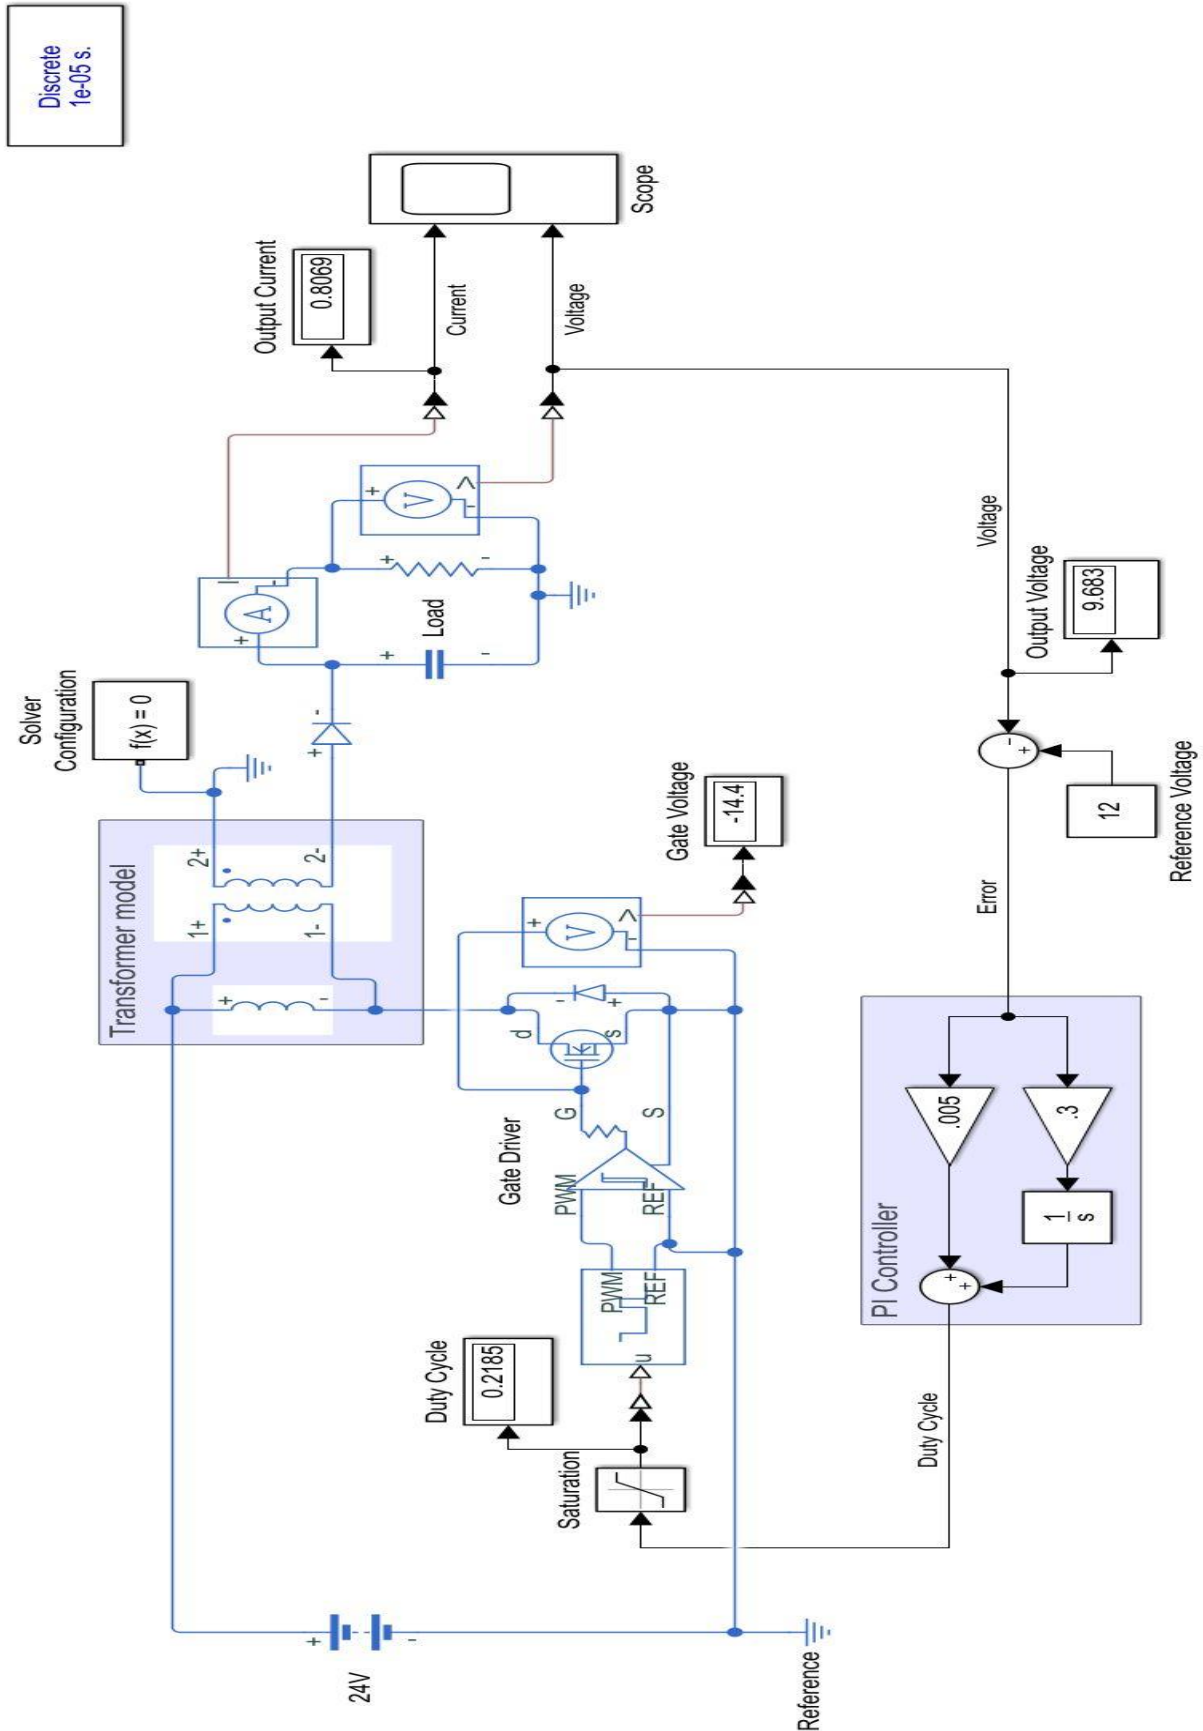 Discrete
1e-05 s.
Solver
Configuration
f(x) = 0
Output Current
0.8069
Current
Voltage
Scope
Transformer model
1+
1-
2+
2-
+
-
+
-
A
+
-
I
V
+
-
V
Load
+
-
+
-
24V
+
-
Reference
Duty Cycle
0.2185
Saturation
u
PWM
REF
Gate Driver
PWM
REF
G
S
d
s
-
+
V
+
-
V
Gate Voltage
-14.4
Voltage
Output Voltage
9.683
-
+
12
Reference Voltage
Error
PI Controller
.005
.3
1
s
+
+
Duty Cycle